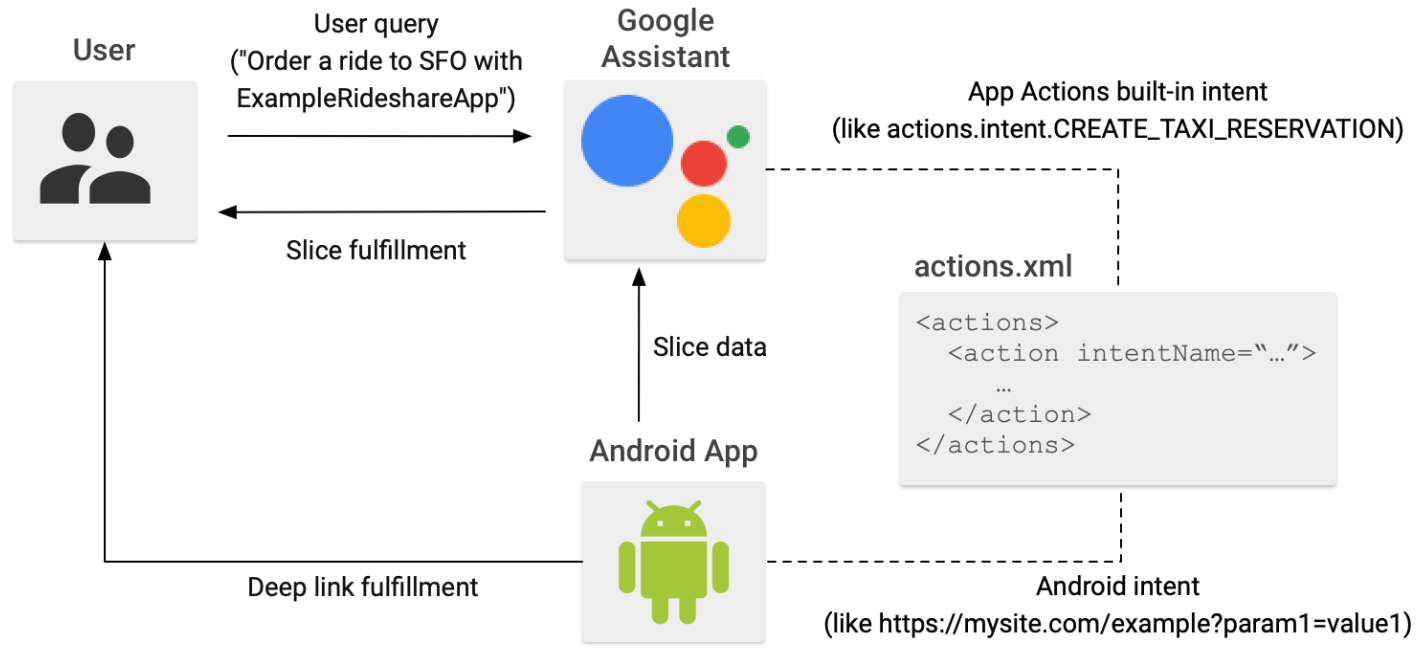 User
User query
("Order a ride to SFO with
ExampleRideshareApp")
Google
Assistant
App Actions built-in intent
(like actions.intent.CREATE_TAXI_RESERVATION)
Slice fulfillment
actions.xml
<actions>
<action intentName=“…”>
…
</action>
</actions>
Slice data
Android App
Deep link fulfillment
Android intent
(like https://mysite.com/example?param1=value1)